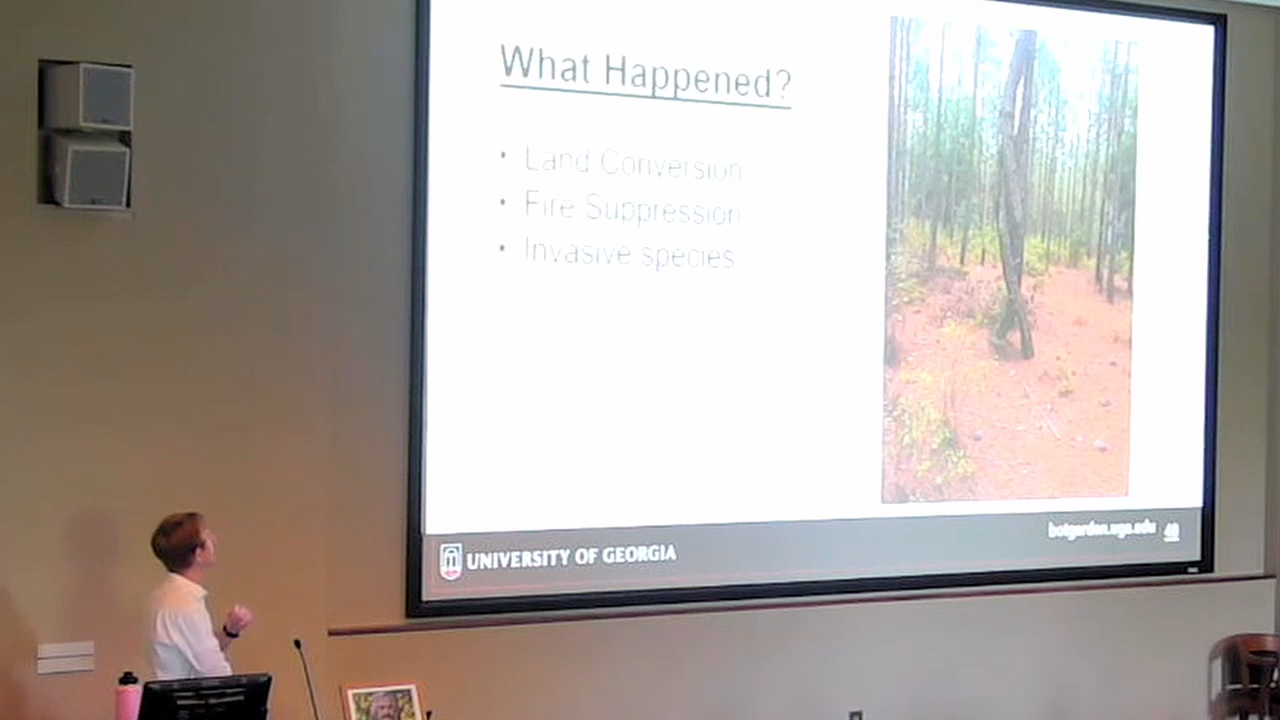 What Happened?
• Land Conversion
• Fire Suppression
• Invasive species
UNIVERSITY OF GEORGIA
botgarden.uga.edu